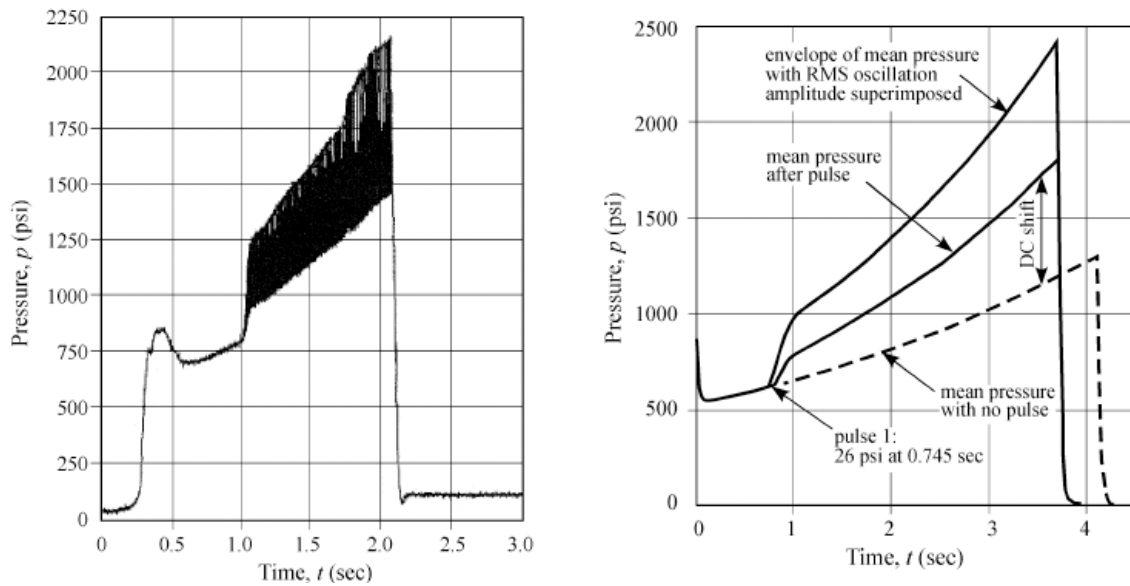 2250
2000
1750
1500
1250
1000
750
500
250
0
Pressure, p (psi)
0
0.5
1.0
1.5
2.0
2.5
3.0
Time, t (sec)
2500
2000
1500
1000
500
0
Pressure, p (psi)
envelope of mean pressure
with RMS oscillation
amplitude superimposed
mean pressure
after pulse
DC shift
mean pressure
with no pulse
pulse 1:
26 psi at 0.745 sec
0
1
2
3
4
Time, t (sec)